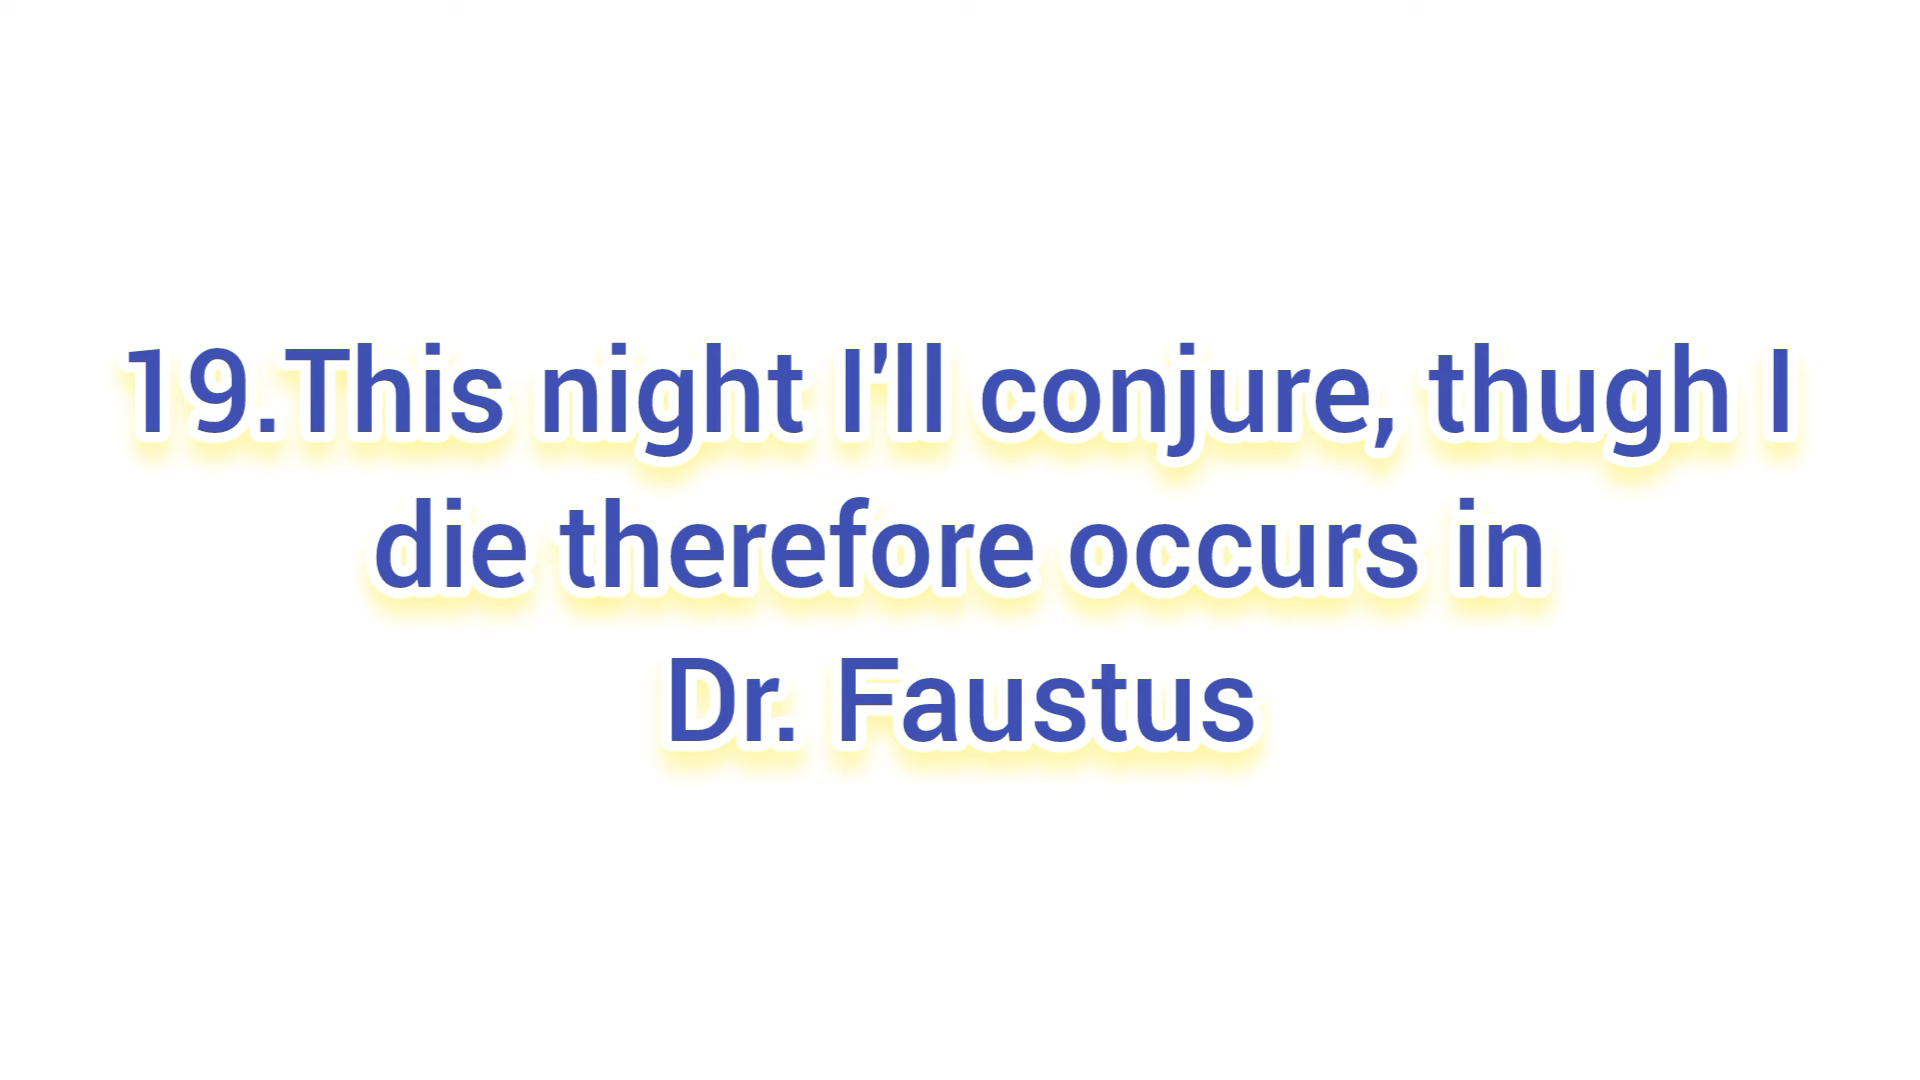 19.This night I'll conjure, thugh I
die therefore occurs in
Dr. Faustus